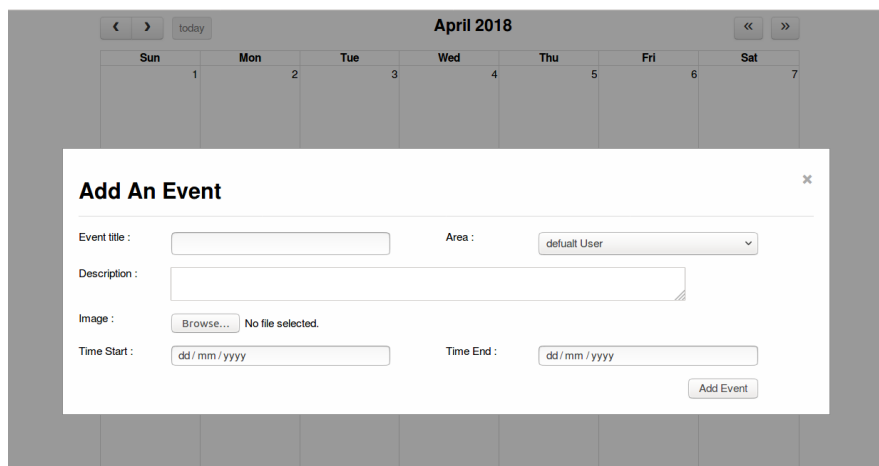 today April 2018 « »
Sun Mon Tue Wed Thu Fri Sat
1 2 3 4 5 6 7
Add An Event ×
Event title : Area : defualt User
Description :
Image : Browse... No file selected.
Time Start : dd/mm/yyyy Time End : dd/mm/yyyy
Add Event